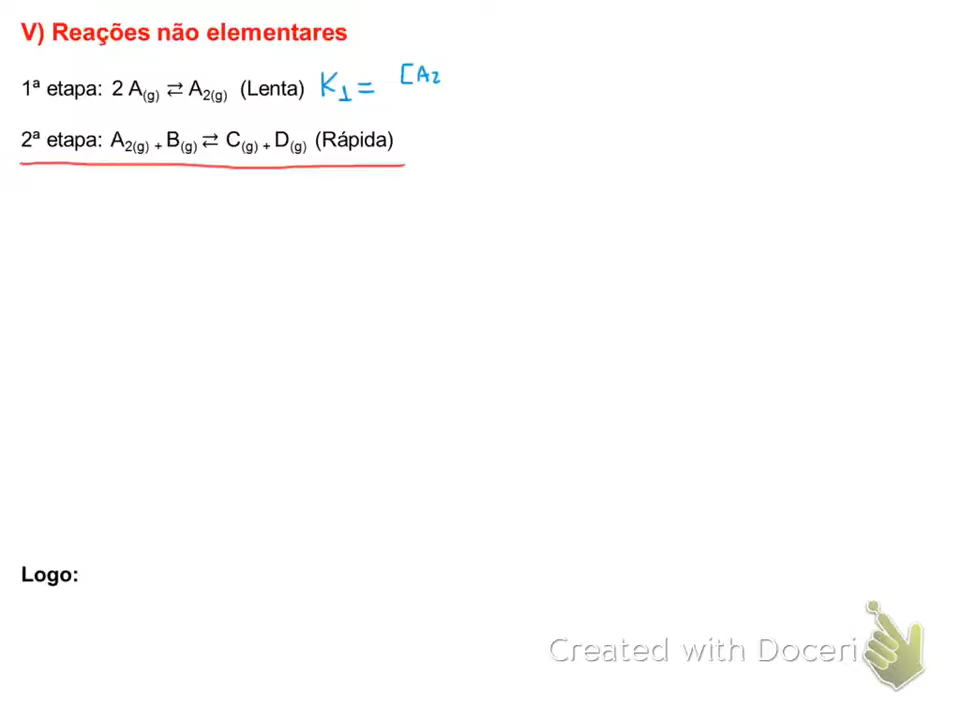 V) Reações não elementares
1ª etapa: 2 A(g) ⇄ A2(g) (Lenta) K1 = [A2
2ª etapa: A2(g) + B(g) ⇄ C(g) + D(g) (Rápida)
Logo:
Created with Doceri